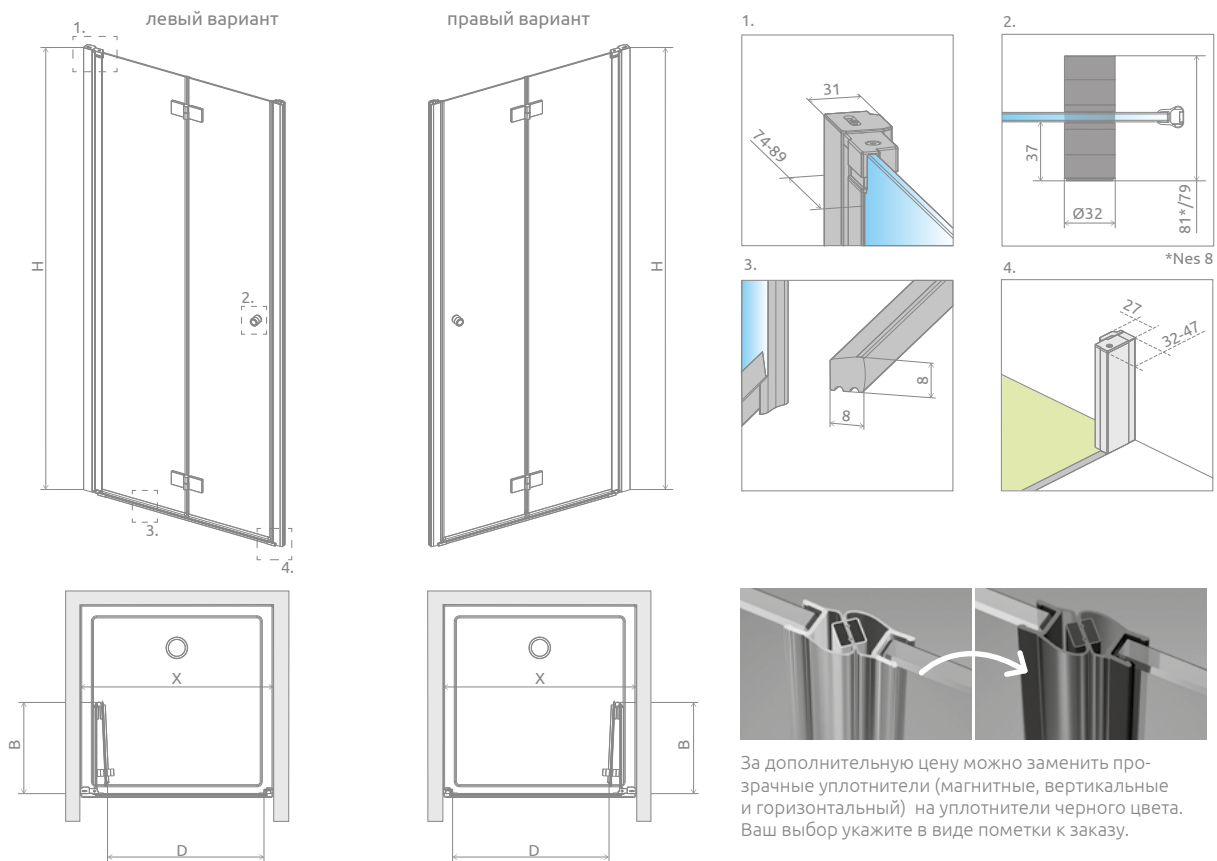 левый вариант
правый вариант
1.
H
2.
3.
4.
H
1.
31
74-89
2.
37
Ø32
81*/79
*Nes 8
3.
8
8
4.
27
32-47
X
B
D
X
B
D
За дополнительную цену можно заменить про-
зрачные уплотнители (магнитные, вертикальные
и горизонтальный) на уплотнители черного цвета.
Ваш выбор укажите в виде пометки к заказу.